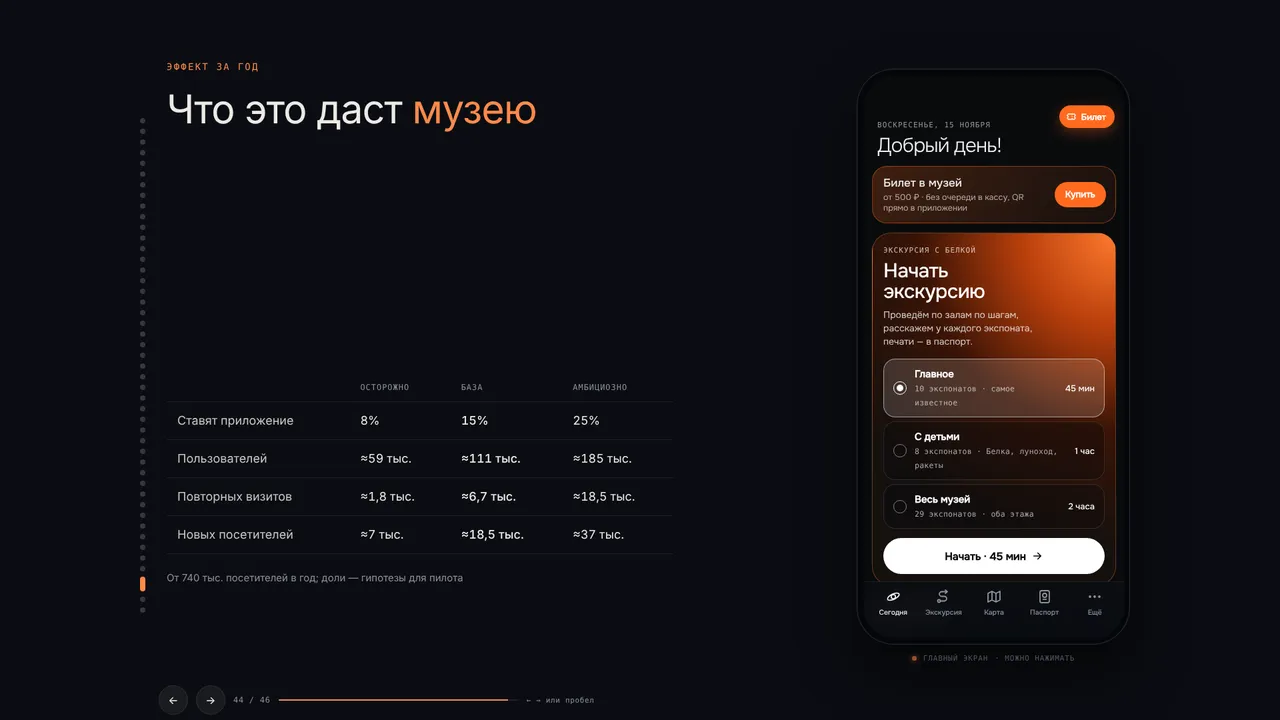 ЭФФЕКТ ЗА ГОД
Что это даст музею
ОСТОРОЖНО БАЗА АМБИЦИОЗНО
Ставят приложение 8% 15% 25%
Пользователей ≈59 тыс. ≈111 тыс. ≈185 тыс.
Повторных визитов ≈1,8 тыс. ≈6,7 тыс. ≈18,5 тыс.
Новых посетителей ≈7 тыс. ≈18,5 тыс. ≈37 тыс.
От 740 тыс. посетителей в год; доли — гипотезы для пилота
← → 44 / 46 ← → или пробел
Билет
ВОСКРЕСЕНЬЕ, 15 НОЯБРЯ
Добрый день!
Билет в музей
от 500 ₽ · без очереди в кассу, QR
прямо в приложении
Купить
ЭКСКУРСИЯ С БЕЛКОЙ
Начать
экскурсию
Проведём по залам по шагам,
расскажем у каждого экспоната,
печати — в паспорт.
Главное
10 экспонатов · самое
известное
45 мин
С детьми
8 экспонатов · Белка, луноход,
ракеты
1 час
Весь музей
29 экспонатов · оба этажа
2 часа
Начать · 45 мин →
Сегодня Экскурсия Карта Паспорт Ещё
ГЛАВНЫЙ ЭКРАН · МОЖНО НАЖИМАТЬ